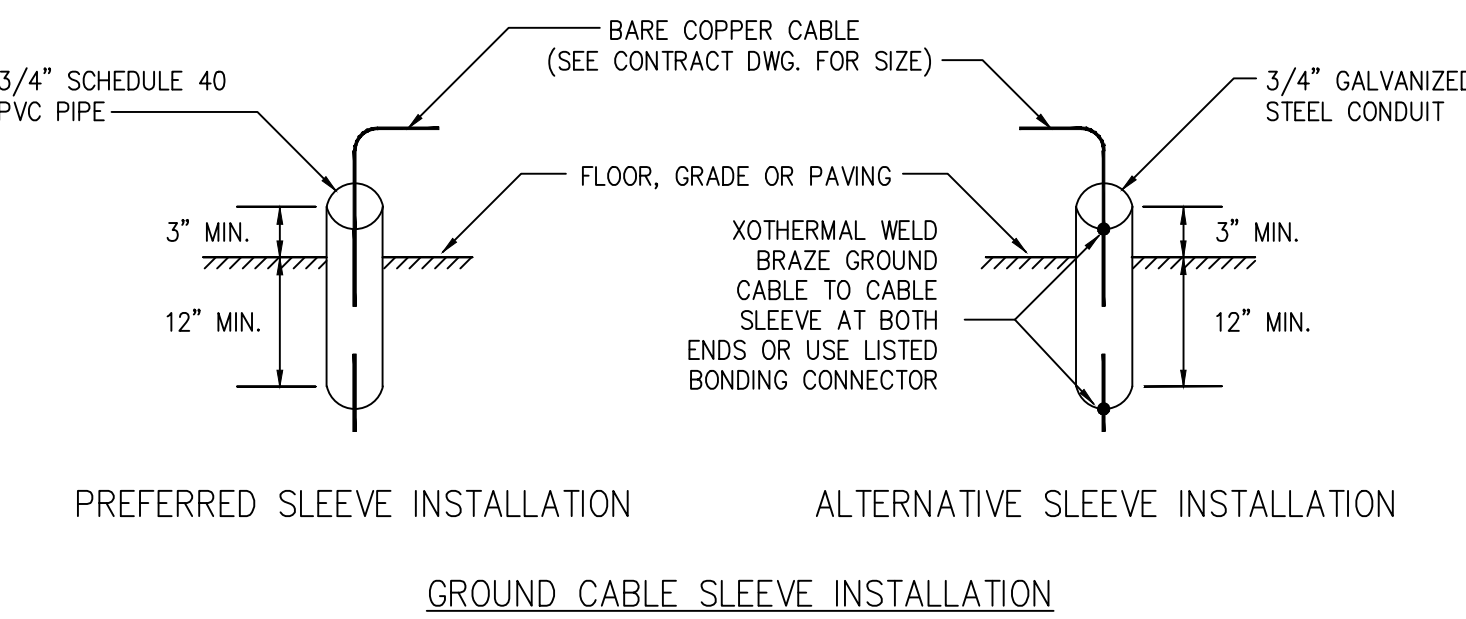 BARE COPPER CABLE
(SEE CONTRACT DWG. FOR SIZE)
3/4” SCHEDULE 40
PVC PIPE
3/4” GALVANIZED
STEEL CONDUIT
FLOOR, GRADE OR PAVING
3” MIN.
12” MIN.
XOTHERMAL WELD
BRAZE GROUND
CABLE TO CABLE
SLEEVE AT BOTH
ENDS OR USE LISTED
BONDING CONNECTOR
3” MIN.
12” MIN.
PREFERRED SLEEVE INSTALLATION
ALTERNATIVE SLEEVE INSTALLATION
GROUND CABLE SLEEVE INSTALLATION